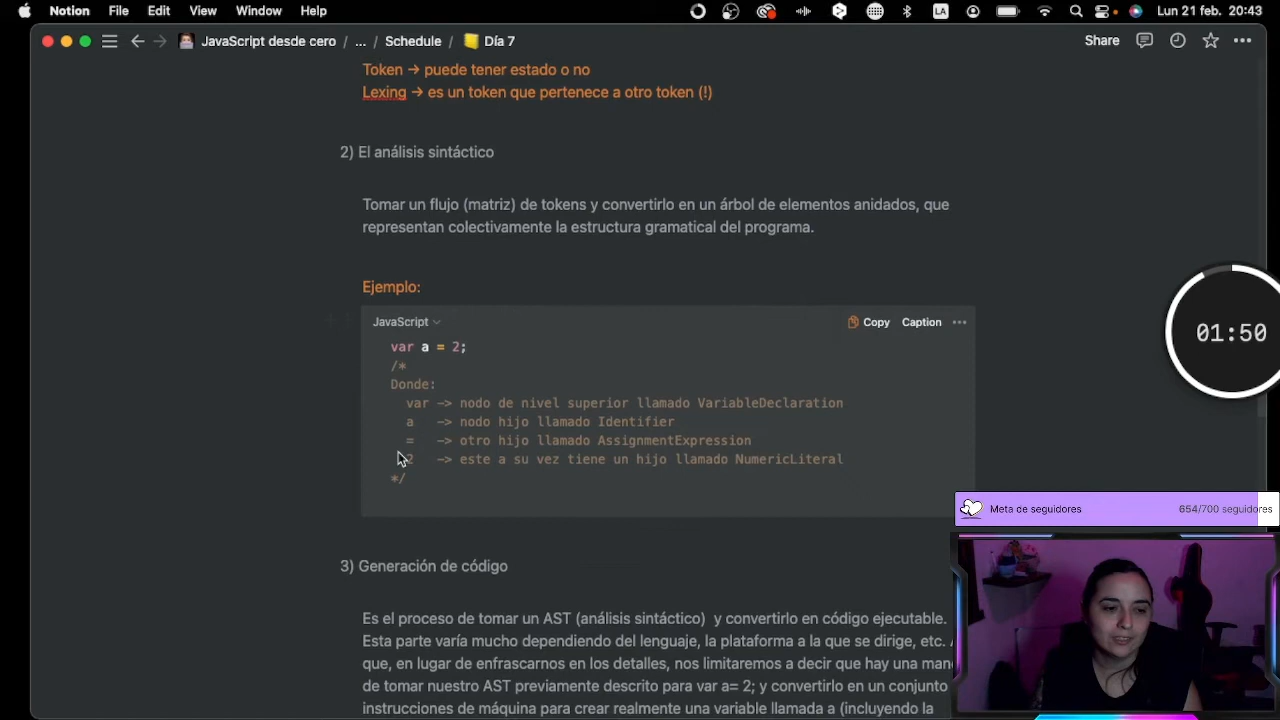 Notion File Edit View Window Help LA Lun 21 feb. 20:43
JavaScript desde cero / ... / Schedule / Día 7 Share
Token → puede tener estado o no
Lexing → es un token que pertenece a otro token (!)
2) El análisis sintáctico
Tomar un flujo (matriz) de tokens y convertirlo en un árbol de elementos anidados, que
representan colectivamente la estructura gramatical del programa.
Ejemplo:
JavaScript Copy Caption
01:50
var a = 2;
/*
Donde:
var -> nodo de nivel superior llamado VariableDeclaration
a -> nodo hijo llamado Identifier
= -> otro hijo llamado AssignmentExpression
2 -> este a su vez tiene un hijo llamado NumericLiteral
*/
Meta de seguidores 654/700 seguidores
3) Generación de código
Es el proceso de tomar un AST (análisis sintáctico) y convertirlo en código ejecutable.
Esta parte varía mucho dependiendo del lenguaje, la plataforma a la que se dirige, etc.
que, en lugar de enfrascarnos en los detalles, nos limitaremos a decir que hay una
de tomar nuestro AST previamente descrito para var a= 2; y convertirlo en un conjunto
instrucciones de máquina para crear realmente una variable llamada a (incluyendo la